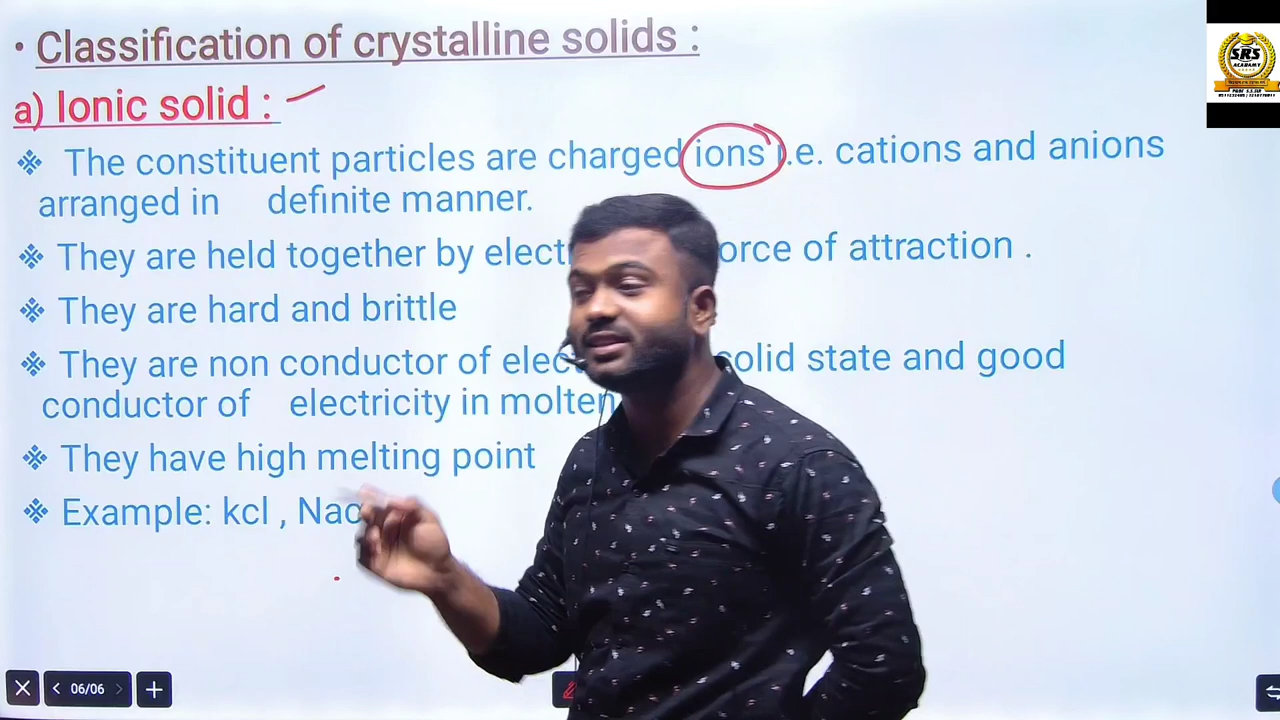 • Classification of crystalline solids :
a) Ionic solid :
❖ The constituent particles are charged ions i.e. cations and anions
arranged in definite manner.
❖ They are held together by elect orce of attraction .
❖ They are hard and brittle
❖ They are non conductor of elec solid state and good
conductor of electricity in molten
❖ They have high melting point
❖ Example: kcl , Nac
06/06
SRS
ACADEMY